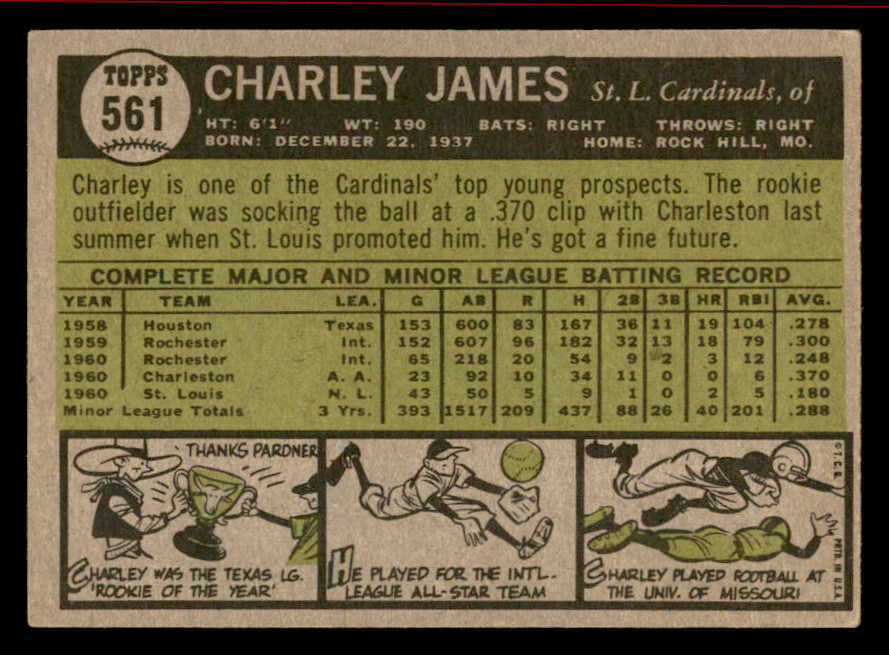 TOPPS
561
CHARLEY JAMES St. L. Cardinals, of
HT: 6'1" WT: 190 BATS: RIGHT THROWS: RIGHT
BORN: DECEMBER 22, 1937 HOME: ROCK HILL, MO.
Charley is one of the Cardinals' top young prospects. The rookie
outfielder was socking the ball at a .370 clip with Charleston last
summer when St. Louis promoted him. He's got a fine future.
COMPLETE MAJOR AND MINOR LEAGUE BATTING RECORD
YEAR TEAM LEA. G AB R H 2B 3B HR RBI AVG.
1958 Houston Texas 153 600 83 167 36 11 19 104 .278
1959 Rochester Int. 152 607 96 182 32 13 18 79 .300
1960 Rochester Int. 65 218 20 54 9 2 3 12 .248
1960 Charleston A. A. 23 92 10 34 11 0 0 6 .370
1960 St. Louis N. L. 43 50 5 9 1 0 2 5 .180
Minor League Totals 3 Yrs. 393 1517 209 437 88 26 40 201 .288
THANKS PARDNER
CHARLEY WAS THE TEXAS LG.
'ROOKIE OF THE YEAR'
HE PLAYED FOR THE INTL.-
LEAGUE ALL-STAR TEAM
CHARLEY PLAYED FOOTBALL AT
THE UNIV. OF MISSOURI
© T.C.G. PRTD. IN U.S.A.